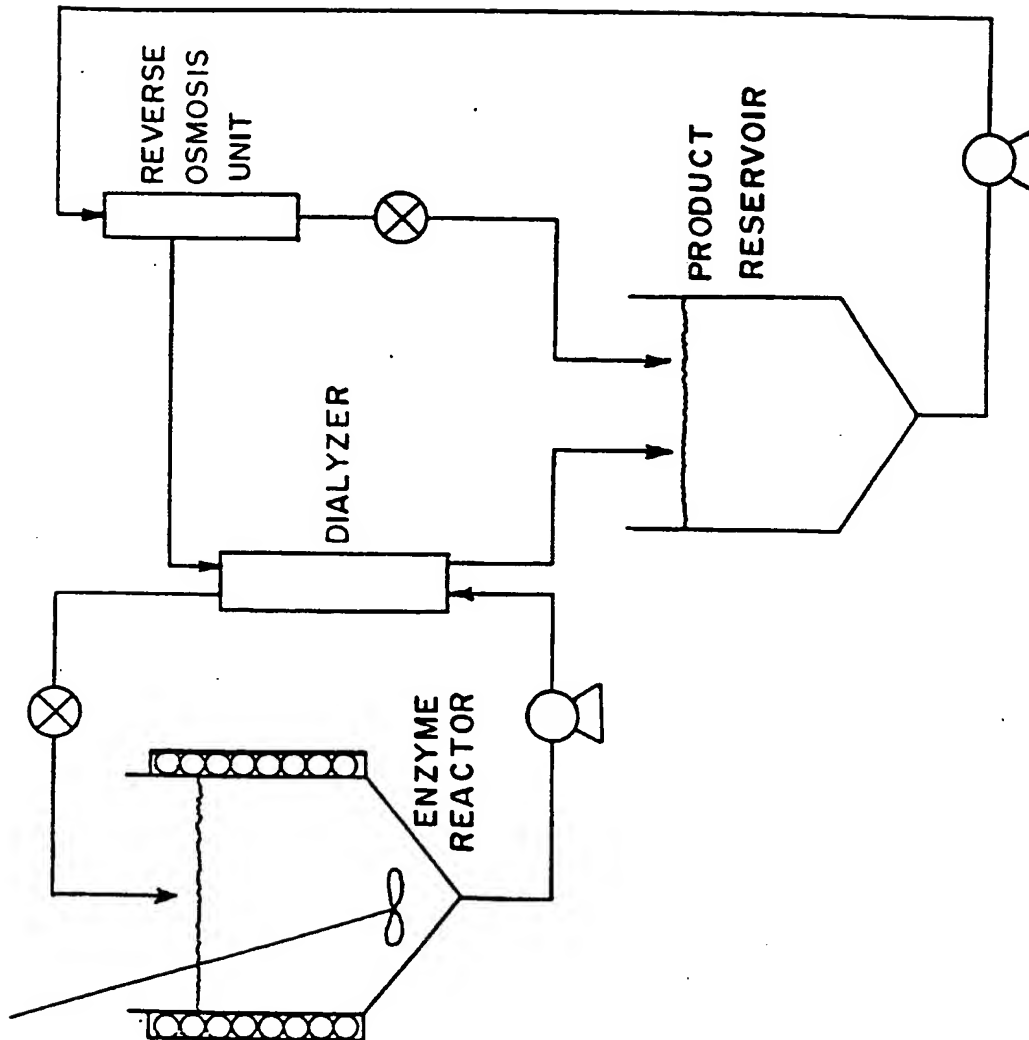 REVERSE
OSMOSIS
UNIT
DIALYZER
PRODUCT
RESERVOIR
ENZYME
REACTOR